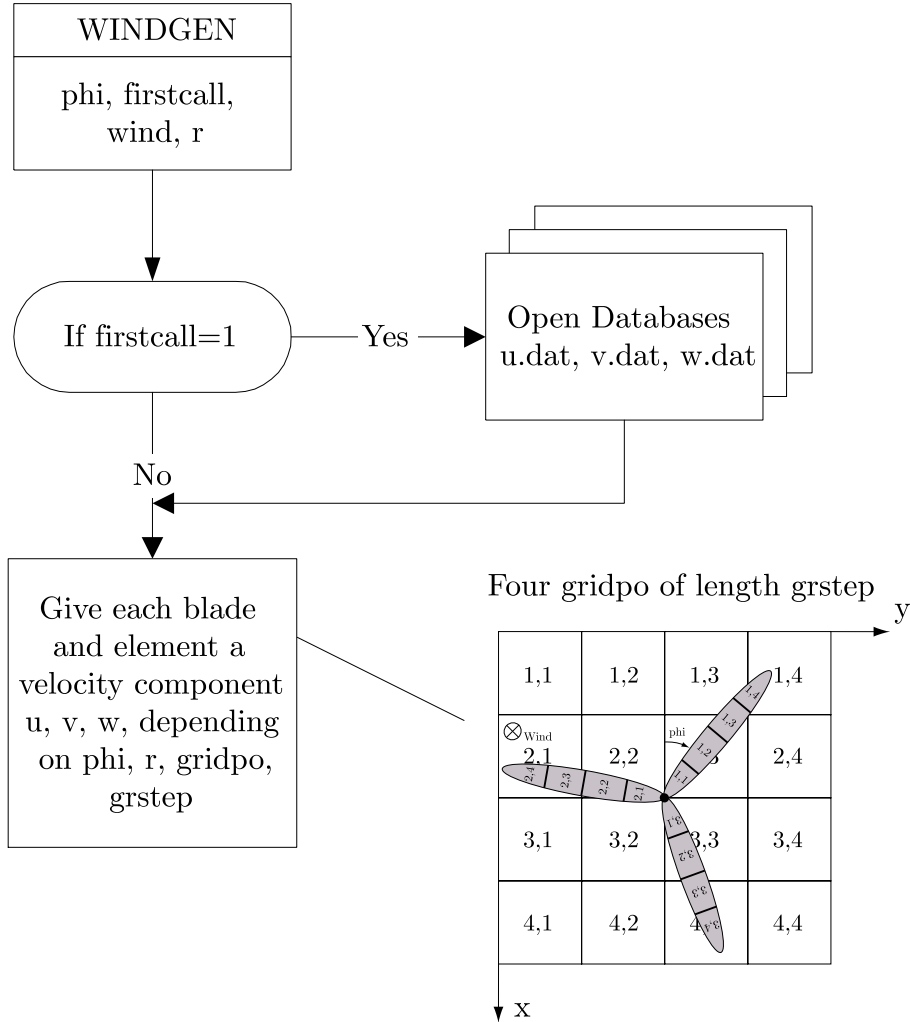 WINDGEN
phi, firstcall,
wind, r
If firstcall=1
Yes
Open Databases
u.dat, v.dat, w.dat
No
Give each blade
and element a
velocity component
u, v, w, depending
on phi, r, gridpo,
grstep
Four gridpo of length grstep
y
1,1 1,2 1,3 1,4
Wind
phi
2,1 2,2 2,4
3,1 3,2 3,3 3,4
4,1 4,2 4,4
1,4
1,3
1,2
1,1
2,4 2,3 2,2 2,1
3,1
3,2
3,3
3,4
x